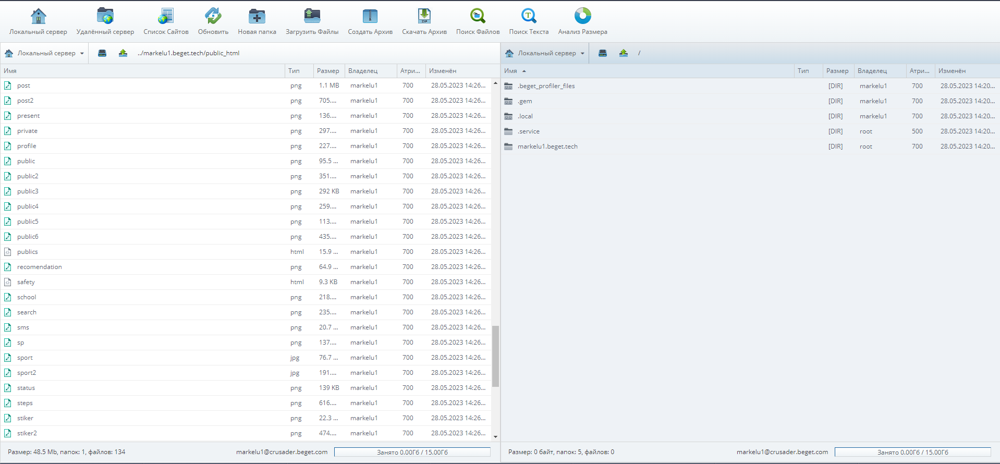 Локальный сервер Удалённый сервер Список Сайтов Обновить Новая папка Загрузить Файлы Создать Архив Скачать Архив Поиск Файлов Поиск Текста Анализ Размера
Локальный сервер ../markelu1.beget.tech/public_html
Имя Тип Размер Владелец Атри... Изменён
post png 1.1 MB markelu1 700 28.05.2023 14:26...
post2 png 705.... markelu1 700 28.05.2023 14:26...
present png 136.... markelu1 700 28.05.2023 14:26...
private png 297.... markelu1 700 28.05.2023 14:26...
profile png 227.... markelu1 700 28.05.2023 14:26...
public png 95.5 ... markelu1 700 28.05.2023 14:26...
public2 png 351.... markelu1 700 28.05.2023 14:26...
public3 png 292 KB markelu1 700 28.05.2023 14:26...
public4 png 259.... markelu1 700 28.05.2023 14:26...
public5 png 113.... markelu1 700 28.05.2023 14:26...
public6 png 435.... markelu1 700 28.05.2023 14:26...
publics html 15.9 ... markelu1 700 28.05.2023 14:26...
recomendation png 64.9 ... markelu1 700 28.05.2023 14:26...
safety html 9.3 KB markelu1 700 28.05.2023 14:26...
school png 218.... markelu1 700 28.05.2023 14:26...
search png 235.... markelu1 700 28.05.2023 14:26...
sms png 20.7 ... markelu1 700 28.05.2023 14:26...
sp png 137.... markelu1 700 28.05.2023 14:26...
sport jpg 76.7 ... markelu1 700 28.05.2023 14:26...
sport2 jpg 191.... markelu1 700 28.05.2023 14:26...
status png 139 KB markelu1 700 28.05.2023 14:26...
steps png 616.... markelu1 700 28.05.2023 14:26...
stiker png 22.3 ... markelu1 700 28.05.2023 14:26...
stiker2 png 474.... markelu1 700 28.05.2023 14:26...
Размер: 48.5 Mb, папок: 1, файлов: 134 markelu1@crusader.beget.com Занято 0.00Гб / 15.00Гб
Локальный сервер /
Имя Тип Размер Владелец Атри... Изменён
.beget_profiler_files [DIR] markelu1 700 28.05.2023 14:20...
.gem [DIR] markelu1 700 28.05.2023 14:20...
.local [DIR] markelu1 700 28.05.2023 14:20...
.service [DIR] root 500 28.05.2023 14:20...
markelu1.beget.tech [DIR] root 700 28.05.2023 14:20...
Размер: 0 байт, папок: 5, файлов: 0 markelu1@crusader.beget.com Занято 0.00Гб / 15.00Гб